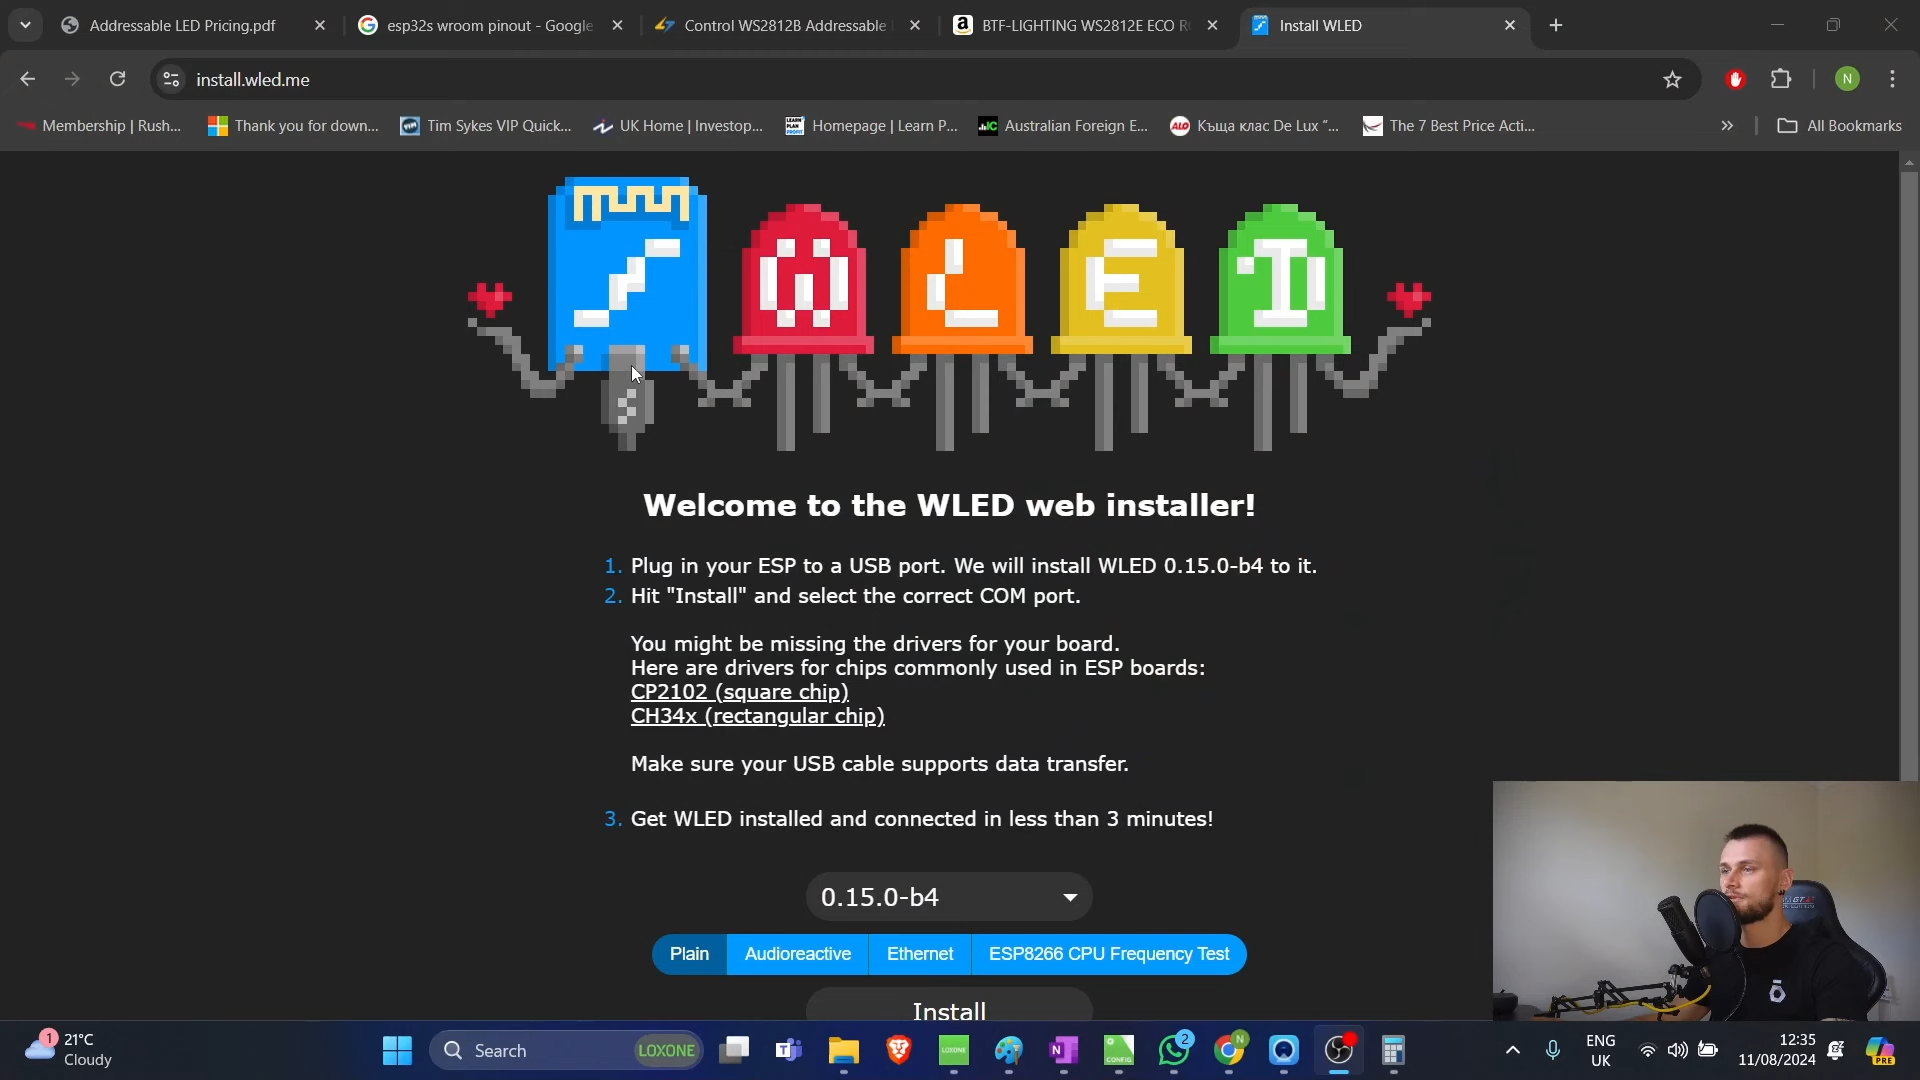 Addressable LED Pricing.pdf
esp32s wroom pinout - Google
Control WS2812B Addressable
BTF-LIGHTING WS2812E ECO R
Install WLED
install.wled.me
N
Membership | Rush...
Thank you for down...
Tim Sykes VIP Quick...
UK Home | Investop...
Homepage | Learn P...
Australian Foreign E...
Къща клас De Lux “...
The 7 Best Price Acti...
All Bookmarks
WLED
Welcome to the WLED web installer!
1. Plug in your ESP to a USB port. We will install WLED 0.15.0-b4 to it.
2. Hit "Install" and select the correct COM port.
You might be missing the drivers for your board.
Here are drivers for chips commonly used in ESP boards:
CP2102 (square chip)
CH34x (rectangular chip)
Make sure your USB cable supports data transfer.
3. Get WLED installed and connected in less than 3 minutes!
0.15.0-b4
Plain Audioreactive Ethernet ESP8266 CPU Frequency Test
Install
1
21°C
Cloudy
Search
LOXONE
LOXONE
CONFIG
2
N
ENG
UK
12:35
11/08/2024
PRE